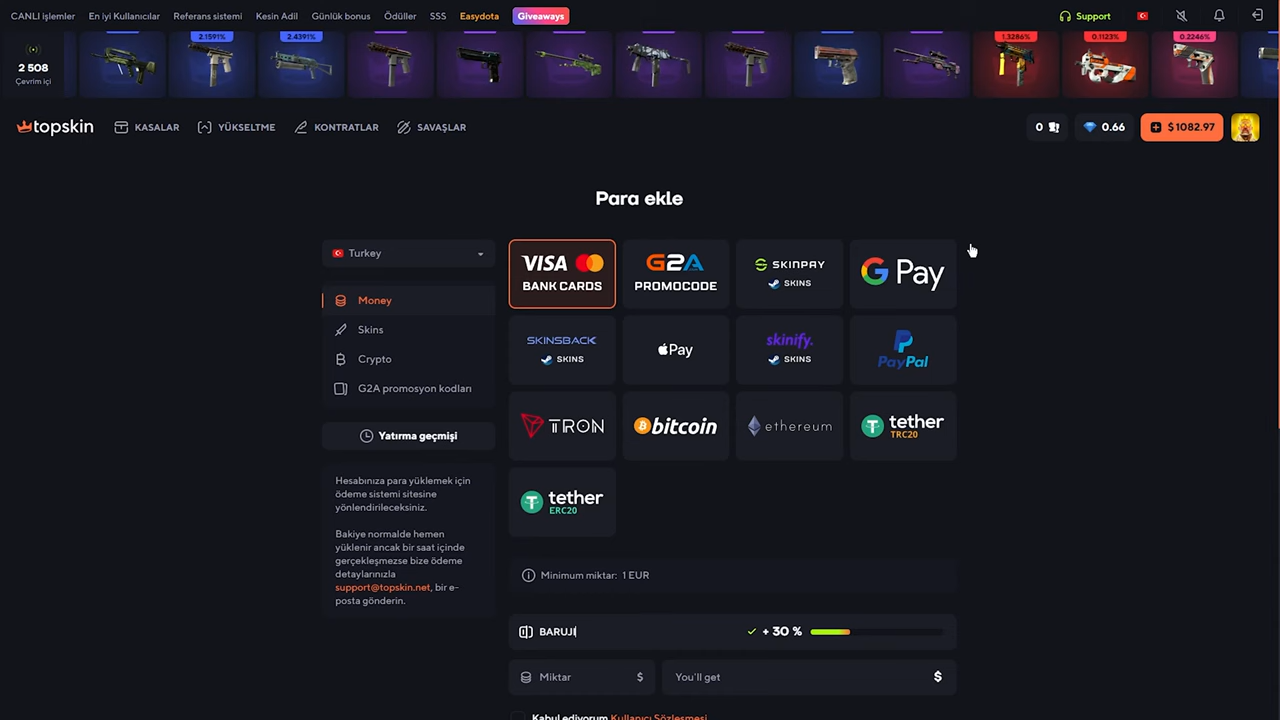 CANLI işlemler En iyi Kullanıcılar Referans sistemi Kesin Adil Günlük bonus Ödüller SSS Easydota Giveaways Support
2.1591% 2.4391% 1.3286% 0.1123% 0.2246%
2 508
Çevrim içi
topskin KASALAR YÜKSELTME KONTRATLAR SAVAŞLAR 0 0.66 $ 1082.97
Para ekle
Turkey
Money
Skins
Crypto
G2A promosyon kodları
Yatırma geçmişi
Hesabınıza para yüklemek için
ödeme sistemi sitesine
yönlendirileceksiniz.
Bakiye normalde hemen
yüklenir ancak bir saat içinde
gerçekleşmezse bize ödeme
detaylarınızla
support@topskin.net, bir e-
posta gönderin.
VISA
BANK CARDS
G2A
PROMOCODE
SKINPAY
SKINS
G Pay
SKINSBACK
SKINS
Pay
skinify.
SKINS
PayPal
TRON
bitcoin
ethereum
tether
TRC20
tether
ERC20
Minimum miktar: 1 EUR
BARUJI + 30 %
Miktar $ You'll get $
Kabul ediyorum Kullanıcı Sözleşmesi